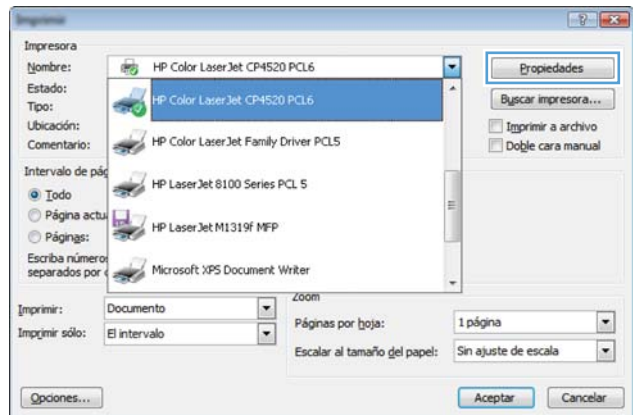 Imprimir
Impresora
Nombre: HP Color LaserJet CP4520 PCL6 Propiedades
Estado: HP Color LaserJet CP4520 PCL6 Buscar impresora...
Tipo:
Ubicación: Imprimir a archivo
Comentario: HP Color LaserJet Family Driver PCL5 Doble cara manual
Intervalo de pág
HP LaserJet 8100 Series PCL 5
Todo
Página actu
HP LaserJet M1319f MFP
Páginas:
Escriba número
separados por Microsoft XPS Document Writer
Imprimir: Documento Zoom
Páginas por hoja: 1 página
Imprimir sólo: El intervalo
Escalar al tamaño del papel: Sin ajuste de escala
Opciones... Aceptar Cancelar